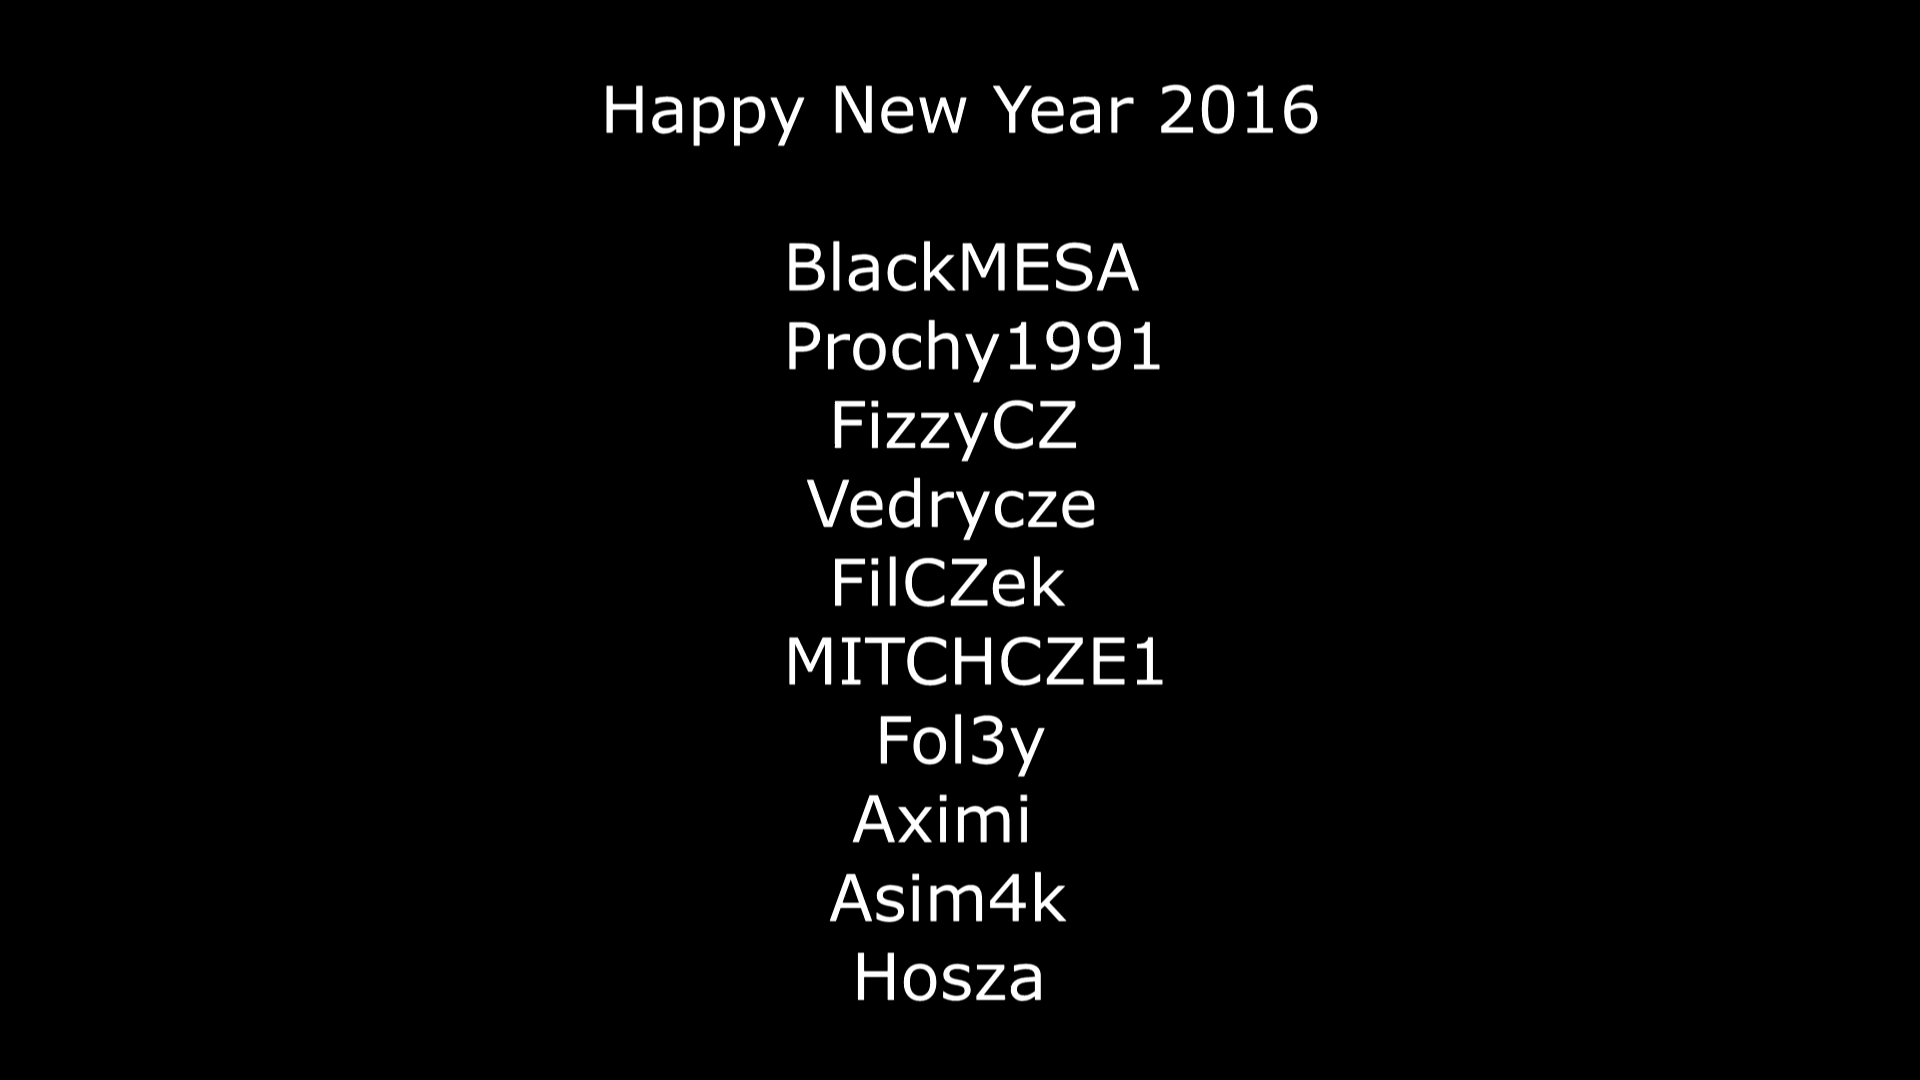 Happy New Year 2016
BlackMESA
Prochy1991
FizzyCZ
Vedrycze
FilCZek
MITCHCZE1
Fol3y
Aximi
Asim4k
Hosza